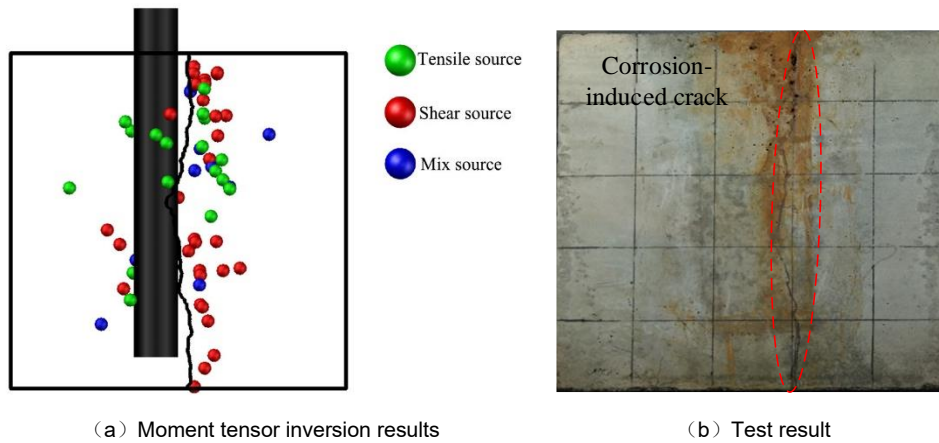 Tensile source
Shear source
Mix source
Corrosion-
induced crack
（a）Moment tensor inversion results
（b）Test result